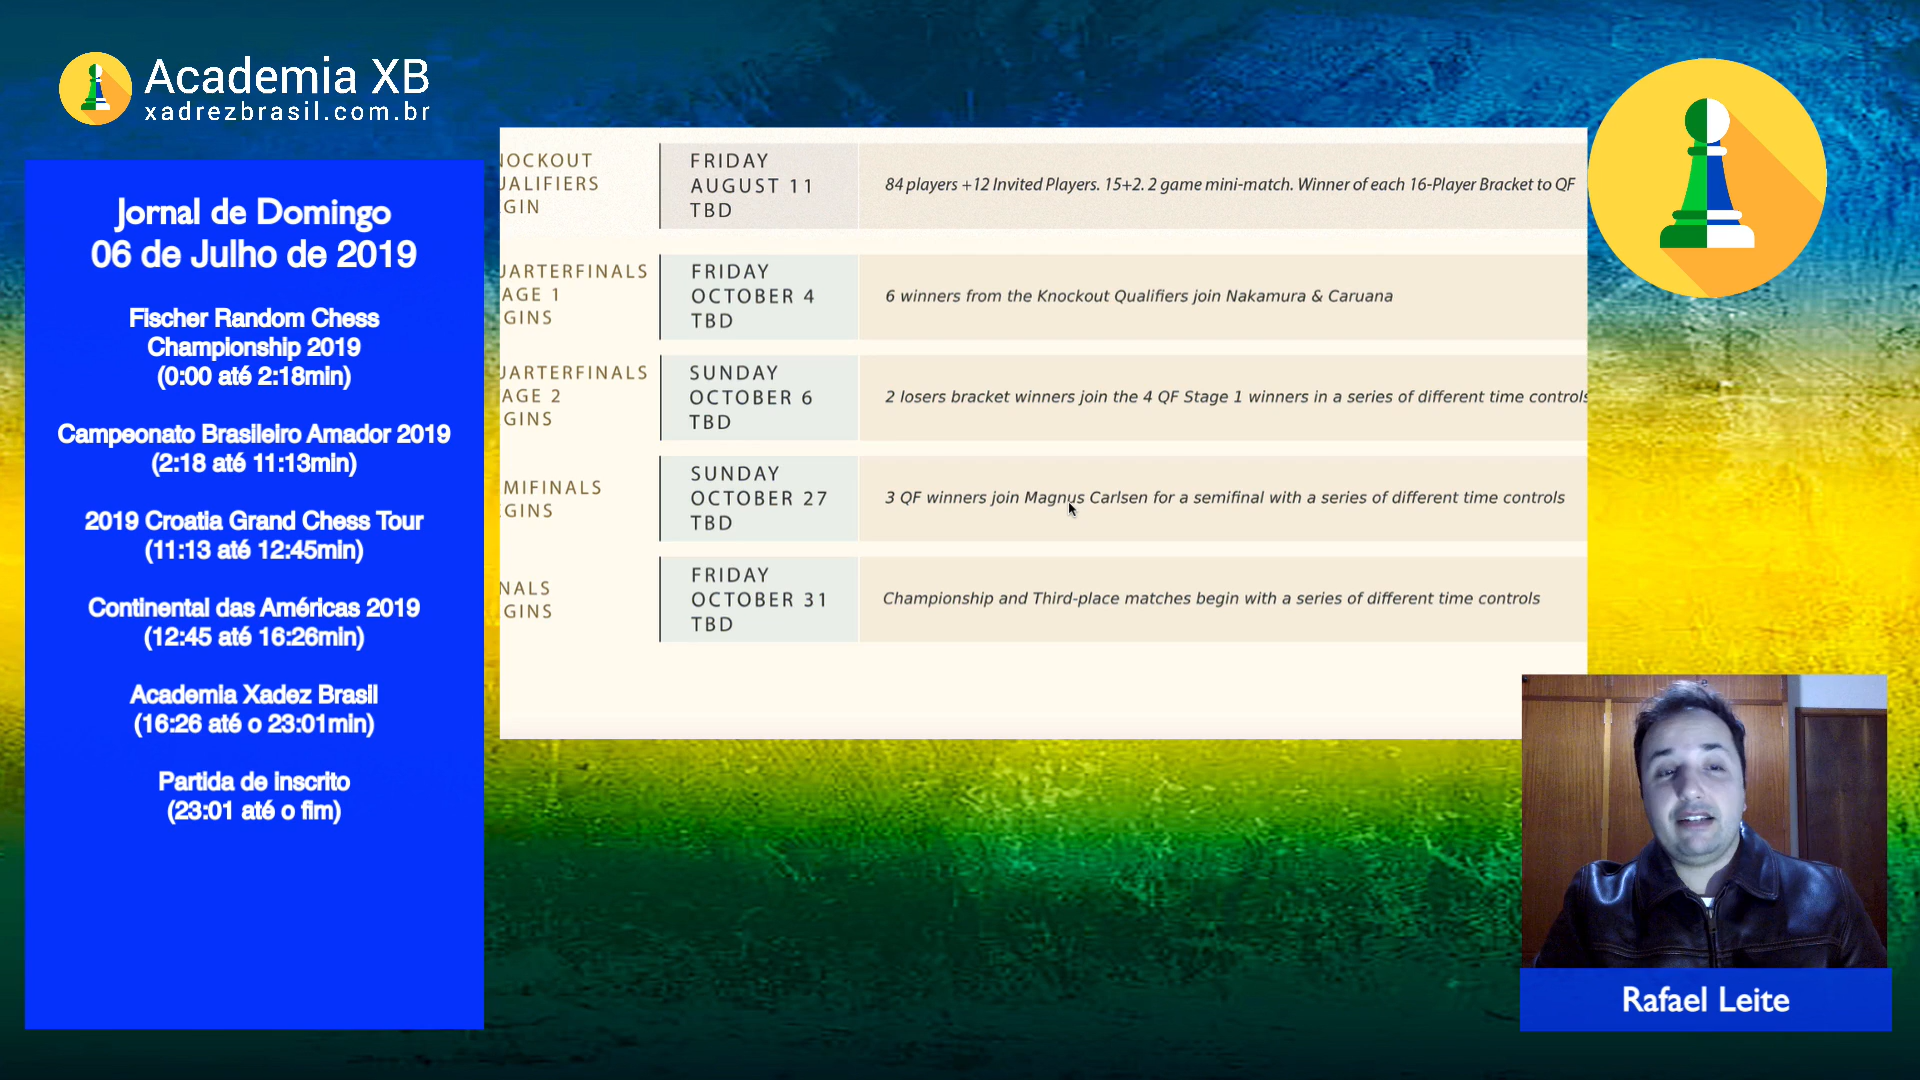 Academia XB
xadrezbrasil.com.br
Jornal de Domingo
06 de Julho de 2019
Fischer Random Chess
Championship 2019
(0:00 até 2:18min)
Campeonato Brasileiro Amador 2019
(2:18 até 11:13min)
2019 Croatia Grand Chess Tour
(11:13 até 12:45min)
Continental das Américas 2019
(12:45 até 16:26min)
Academia Xadez Brasil
(16:26 até o 23:01min)
Partida de inscrito
(23:01 até o fim)
NOCKOUT
UALIFIERS
GIN
FRIDAY
AUGUST 11
TBD
84 players +12 Invited Players. 15+2. 2 game mini-match. Winner of each 16-Player Bracket to QF
UARTERFINALS
AGE 1
GINS
FRIDAY
OCTOBER 4
TBD
6 winners from the Knockout Qualifiers join Nakamura & Caruana
UARTERFINALS
AGE 2
GINS
SUNDAY
OCTOBER 6
TBD
2 losers bracket winners join the 4 QF Stage 1 winners in a series of different time controls
MIFINALS
GINS
SUNDAY
OCTOBER 27
TBD
3 QF winners join Magnus Carlsen for a semifinal with a series of different time controls
NALS
GINS
FRIDAY
OCTOBER 31
TBD
Championship and Third-place matches begin with a series of different time controls
Rafael Leite